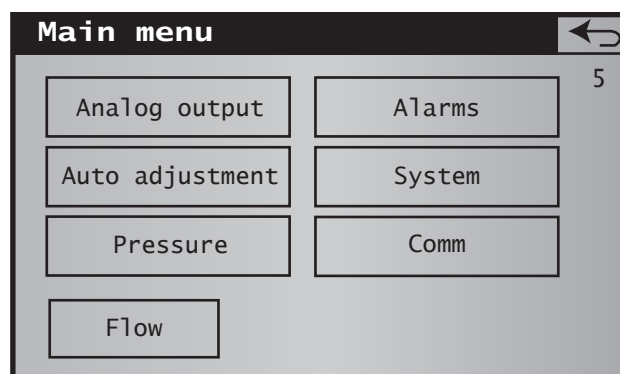 Main menu
5
Analog output
Alarms
Auto adjustment
System
Pressure
Comm
Flow